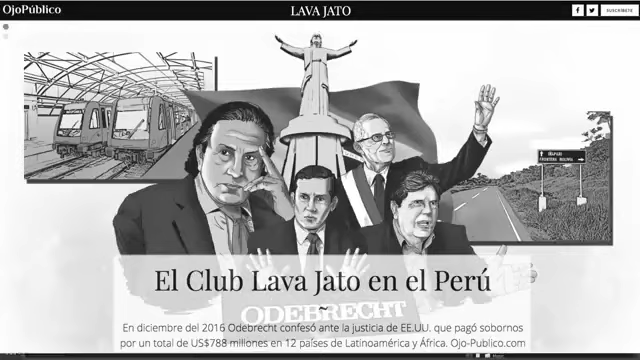 OjoPúblico
LAVA JATO
SUSCRÍBETE
FRONTERA BOLIVIA
El Club Lava Jato en el Perú
~
ODEBRECHT
En diciembre del 2016 Odebrecht confesó ante la justicia de EE.UU. que pagó sobornos
por un total de US$788 millones en 12 países de Latinoamérica y África. Ojo-Publico.com